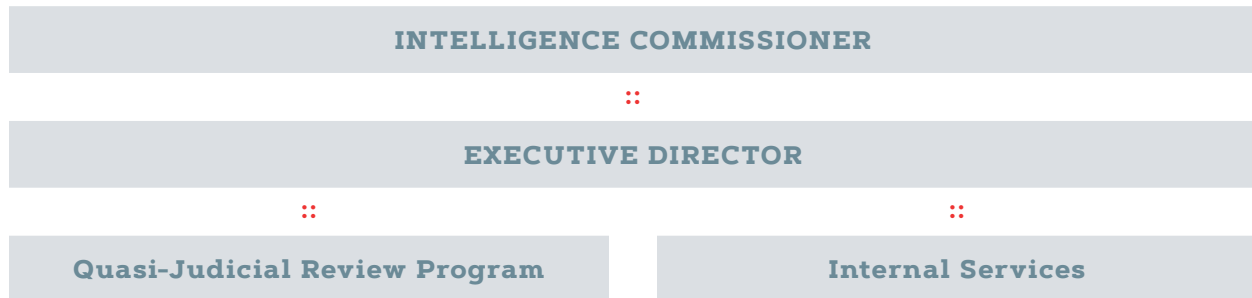 INTELLIGENCE COMMISSIONER
::
EXECUTIVE DIRECTOR
:: ::
Quasi-Judicial Review Program
Internal Services